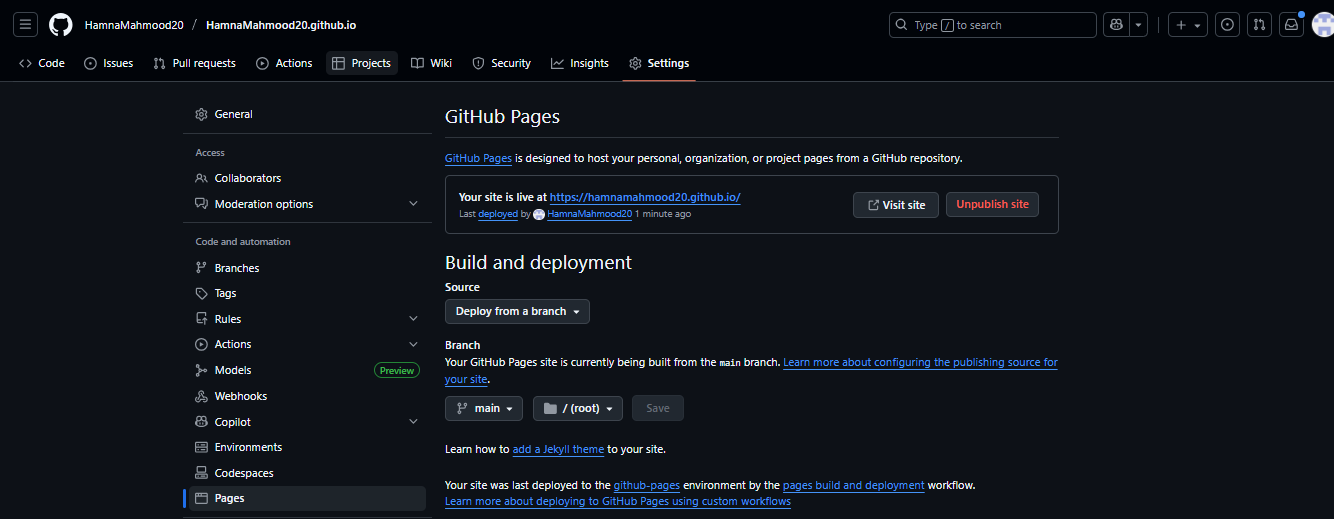 HamnaMahmood20 / HamnaMahmood20.github.io
Type / to search
Code Issues Pull requests Actions Projects Wiki Security Insights Settings
General
Access
Collaborators
Moderation options
Code and automation
Branches
Tags
Rules
Actions
Models Preview
Webhooks
Copilot
Environments
Codespaces
Pages
GitHub Pages
GitHub Pages is designed to host your personal, organization, or project pages from a GitHub repository.
Your site is live at https://hamnamahmood20.github.io/
Last deployed by HamnaMahmood20 1 minute ago
Visit site
Unpublish site
Build and deployment
Source
Deploy from a branch
Branch
Your GitHub Pages site is currently being built from the main branch. Learn more about configuring the publishing source for
your site.
main / (root) Save
Learn how to add a Jekyll theme to your site.
Your site was last deployed to the github-pages environment by the pages build and deployment workflow.
Learn more about deploying to GitHub Pages using custom workflows